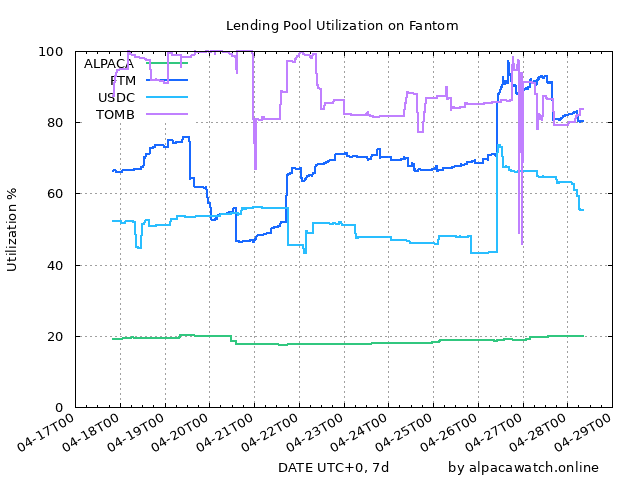 Lending Pool Utilization on Fantom
100
80
60
40
20
0
Utilization %
ALPACA
FTM
USDC
TOMB
04-17T00
04-18T00
04-19T00
04-20T00
04-21T00
04-22T00
04-23T00
04-24T00
04-25T00
04-26T00
04-27T00
04-28T00
04-29T00
DATE UTC+0, 7d
by alpacawatch.online